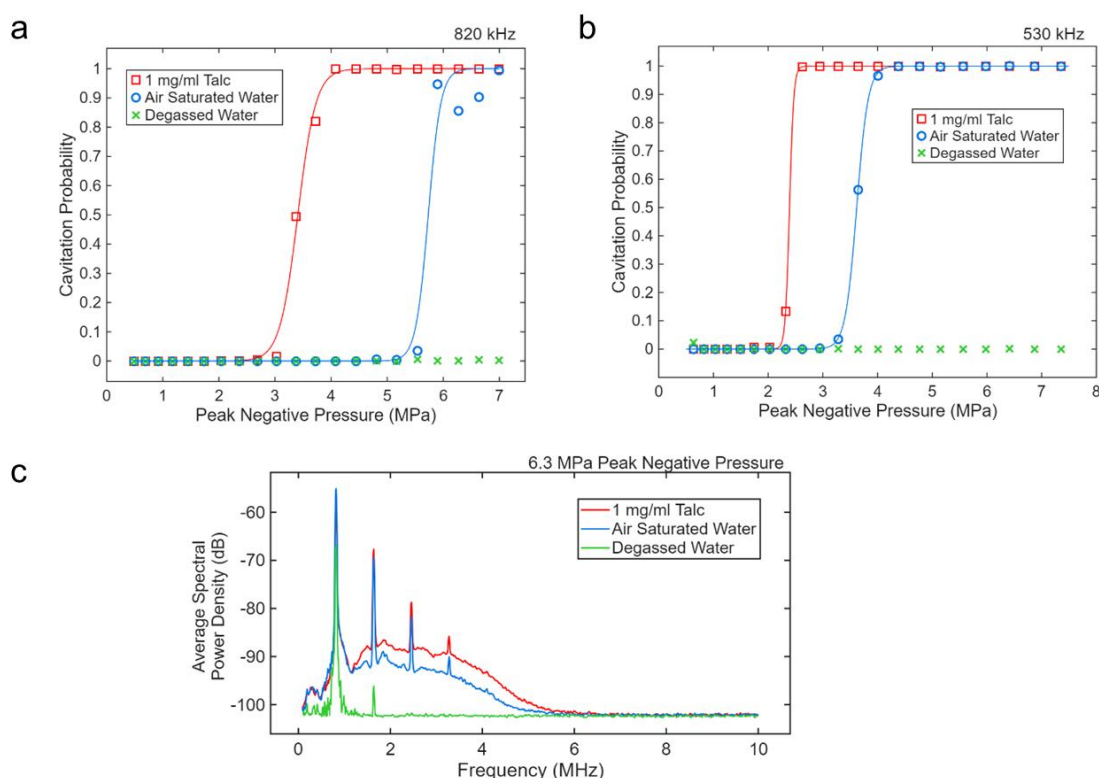 a
820 kHz
1 mg/ml Talc
Air Saturated Water
Degassed Water
Cavitation Probability
1
0.9
0.8
0.7
0.6
0.5
0.4
0.3
0.2
0.1
0
0 1 2 3 4 5 6 7
Peak Negative Pressure (MPa)
b
530 kHz
1 mg/ml Talc
Air Saturated Water
Degassed Water
Cavitation Probability
1
0.9
0.8
0.7
0.6
0.5
0.4
0.3
0.2
0.1
0
0 1 2 3 4 5 6 7 8
Peak Negative Pressure (MPa)
c
6.3 MPa Peak Negative Pressure
1 mg/ml Talc
Air Saturated Water
Degassed Water
Average Spectral
Power Density (dB)
-60
-70
-80
-90
-100
0 2 4 6 8 10
Frequency (MHz)